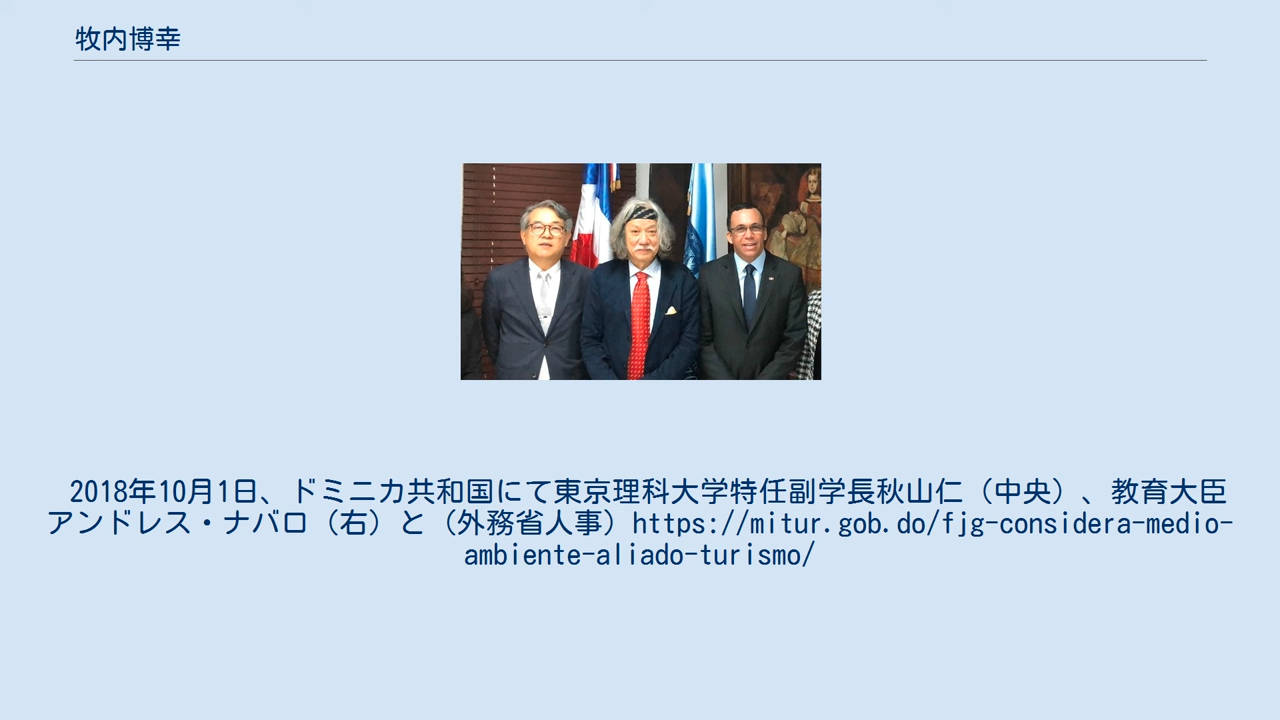 牧内博幸
2018年10月1日、ドミニカ共和国にて東京理科大学特任副学長秋山仁（中央）、教育大臣
アンドレス・ナバロ（右）と（外務省人事）https://mitur.gob.do/fjg-considera-medio-
ambiente-aliado-turismo/